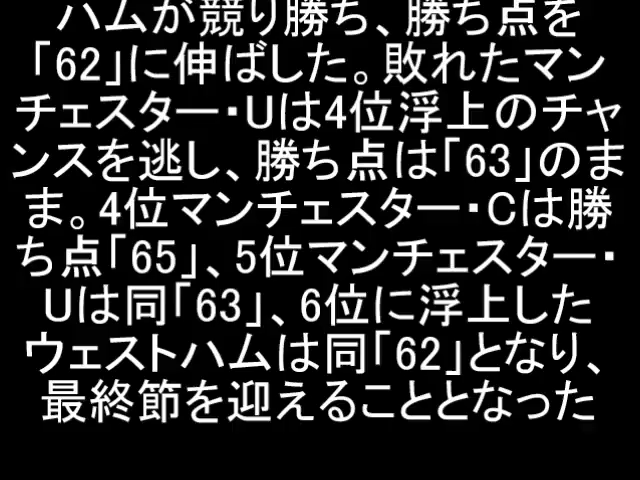 ハムが競り勝ち、勝ち点を
「62」に伸ばした。敗れたマン
チェスター・Uは4位浮上のチャ
ンスを逃し、勝ち点は「63」のま
ま。4位マンチェスター・Cは勝
ち点「65」、5位マンチェスター・
Uは同「63」、6位に浮上した
ウェストハムは同「62」となり、
最終節を迎えることとなった